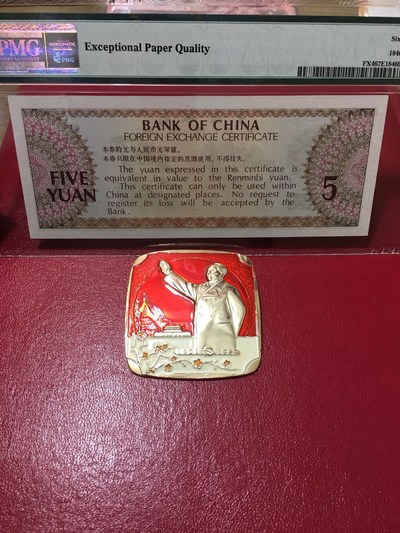 PMG
PNG
Exceptional Paper Quality
BANK OF CHINA
FOREIGN EXCHANGE CERTIFICATE
本券的元与人民币元等值。
本券只限在中国境内指定的范围使用,不得挂失。
FIVE
YUAN
The yuan expressed in this certificate is
equivalent in value to the Renminbi yuan.
This certificate can only be used within
China at designated places. No request to
register its loss will be accepted by the
Bank.
5